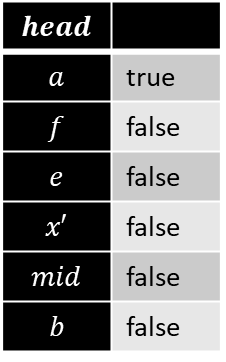 head
a true
f false
e false
x′ false
mid false
b false